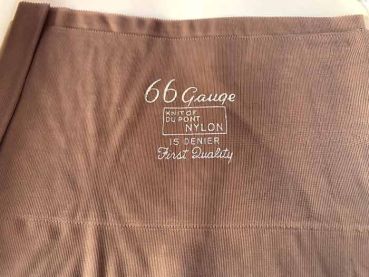 66 Gauge
KNIT OF
DU PONT
NYLON
15 DENIER
First Quality